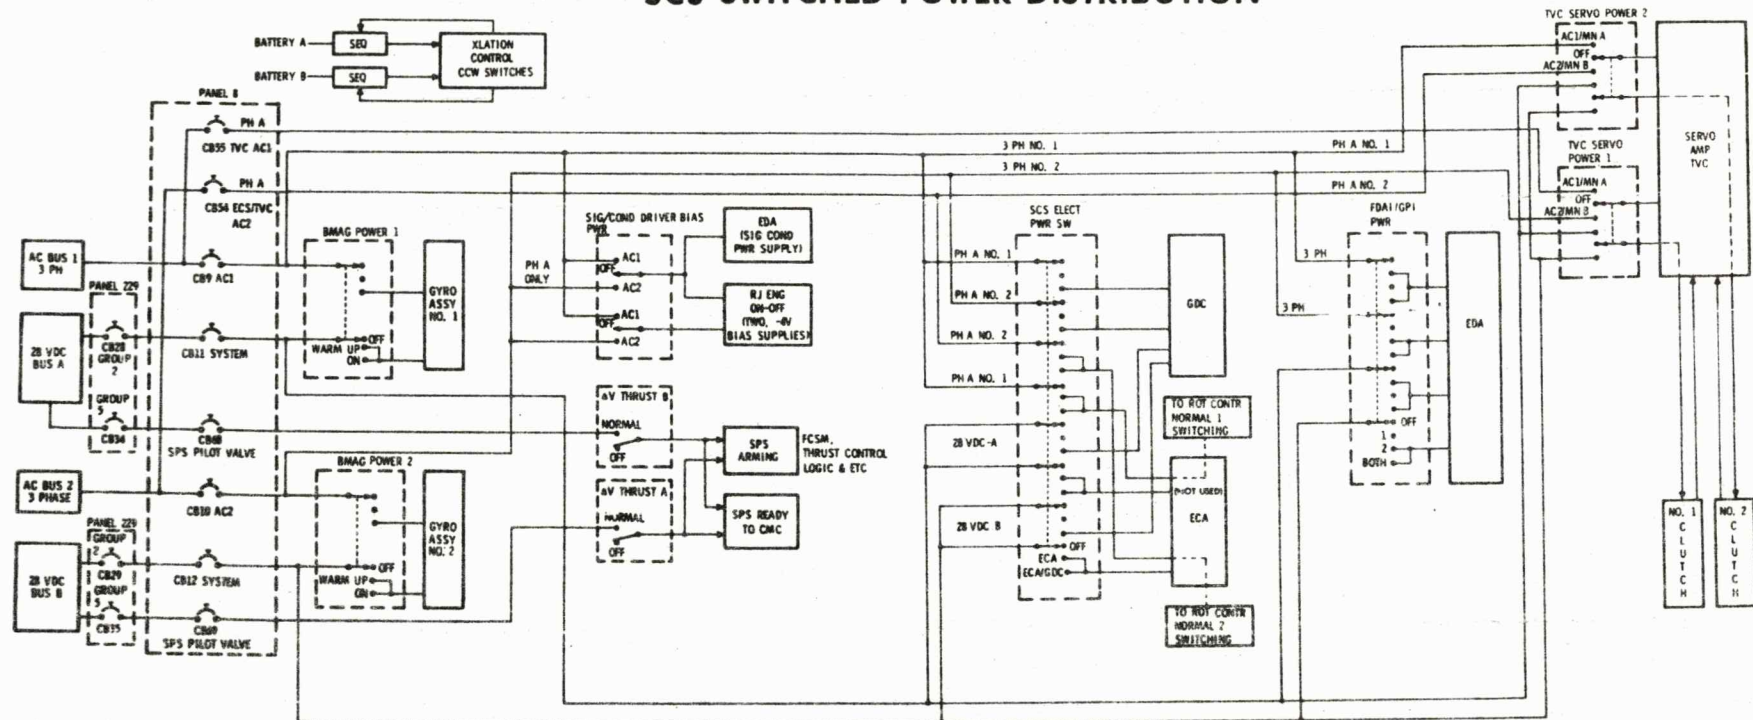 SCS SWITCHED POWER DISTRIBUTION
BATTERY A
SEQ
BATTERY B
SEQ
XLATION
CONTROL
CCW SWITCHES
PANEL 8
PH A
CB55 TVC AC1
PH A
CB54 ECS/TVC
AC2
AC BUS 1
3 PH
CB9 AC1
PANEL 229
28 VDC
BUS A
CB28
GROUP
2
CB11 SYSTEM
GROUP
5
CB34
CB68
SPS PILOT VALVE
AC BUS 2
3 PHASE
CB10 AC2
PANEL 229
GROUP
2
28 VDC
BUS B
CB29
GROUP
5
CB12 SYSTEM
CB35
CB69
SPS PILOT VALVE
BMAG POWER 1
GYRO
ASSY
NO. 1
OFF
WARM UP
ON
BMAG POWER 2
GYRO
ASSY
NO. 2
OFF
WARM UP
ON
PH A
ONLY
SIG/COND DRIVER BIAS
PWR
AC1
OFF
AC2
AC1
OFF
AC2
EDA
(SIG COND
PWR SUPPLY)
RJ ENG
ON-OFF
(TWO, -4V
BIAS SUPPLIES)
ΔV THRUST B
NORMAL
OFF
ΔV THRUST A
NORMAL
OFF
SPS
ARMING
FCSM,
THRUST CONTROL
LOGIC & ETC
SPS READY
TO CMC
3 PH NO. 1
3 PH NO. 2
PH A NO. 1
PH A NO. 2
SCS ELECT
PWR SW
PH A NO. 1
PH A NO. 2
PH A NO. 2
PH A NO. 1
28 VDC-A
28 VDC B
OFF
ECA
ECA/GDC
GDC
TO ROT CONTR
NORMAL 1
SWITCHING
(NOT USED)
ECA
TO ROT CONTR
NORMAL 2
SWITCHING
FDAI/GPI
PWR
3 PH
3 PH
OFF
1
2
BOTH
EDA
TVC SERVO POWER 2
AC1/MN A
OFF
AC2/MN B
TVC SERVO
POWER 1
AC1/MN A
OFF
AC2/MN B
SERVO
AMP
TVC
NO. 1
CLUTCH
NO. 2
CLUTCH